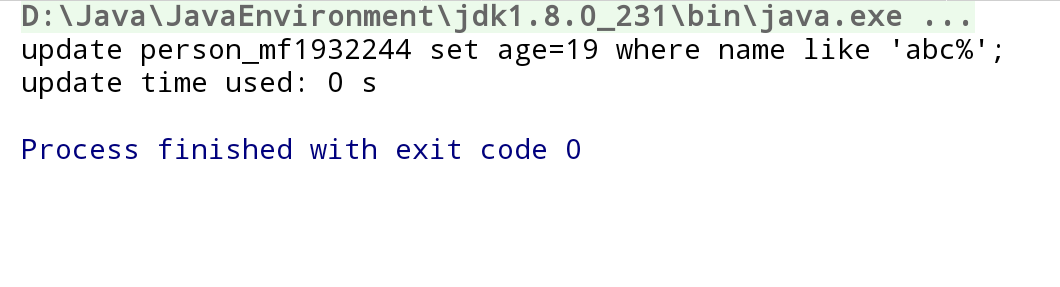 D:\Java\JavaEnvironment\jdk1.8.0_231\bin\java.exe ...
update person_mf1932244 set age=19 where name like 'abc%';
update time used: 0 s
Process finished with exit code 0